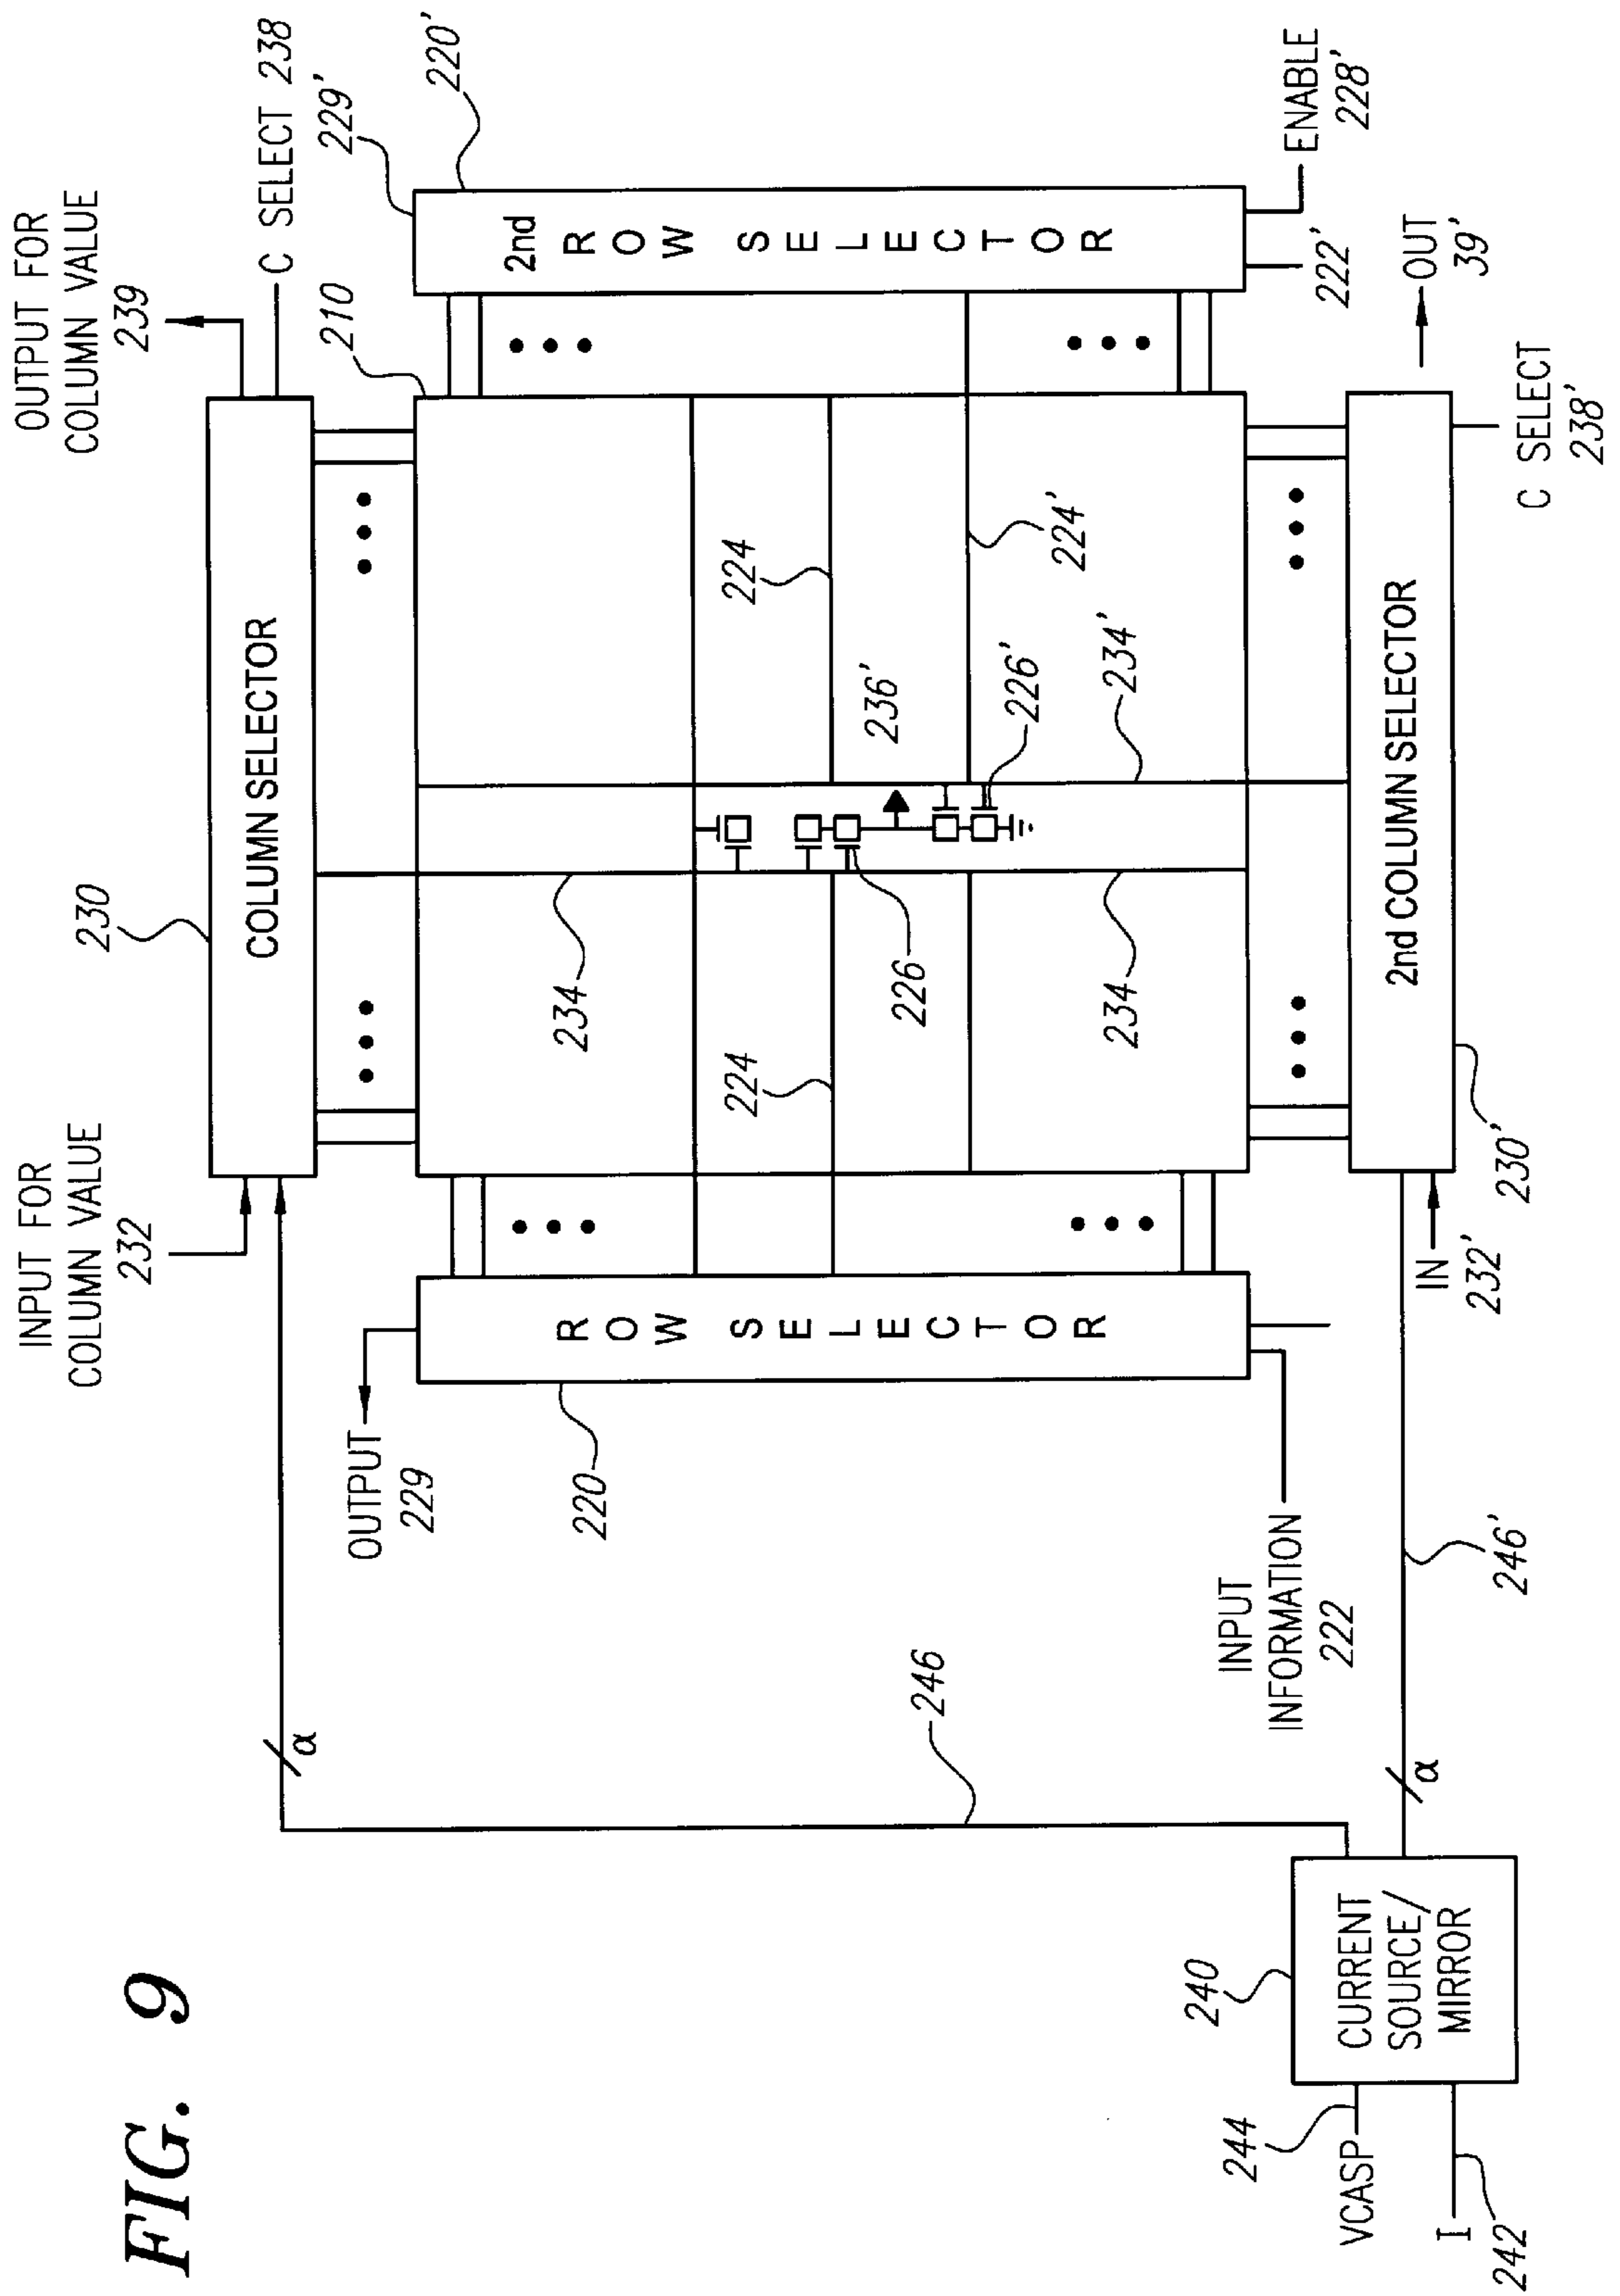 FIG. 9
INPUT FOR
COLUMN VALUE
232
230
OUTPUT FOR
COLUMN VALUE
239
COLUMN SELECTOR
C SELECT 238
α
OUTPUT
229
ROW SELECTOR
220
210
229'
220'
2nd
ROW SELECTOR
234
224
224
236'
226
226'
224'
234
234'
222'
ENABLE
228'
INPUT
INFORMATION
222
246
2nd COLUMN SELECTOR
OUT
39'
C SELECT
238'
IN
232'
230'
α
246'
240
CURRENT
SOURCE/
MIRROR
244
VCASP
I
242